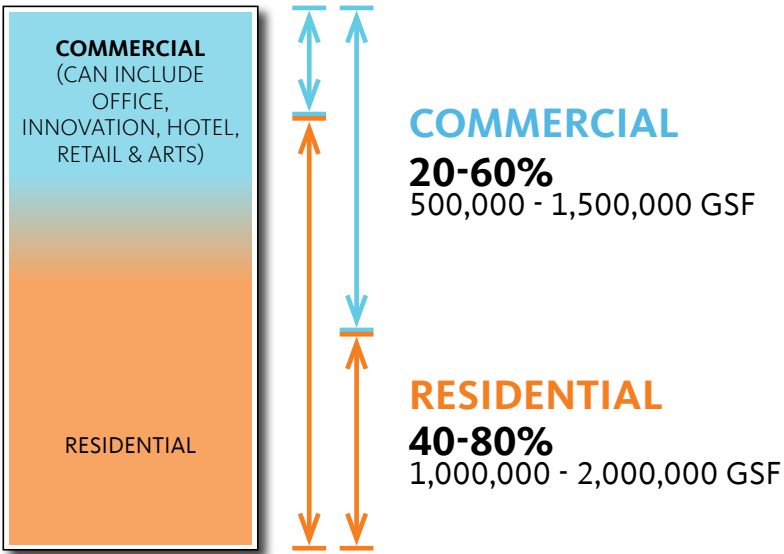 COMMERCIAL
(CAN INCLUDE
OFFICE,
INNOVATION, HOTEL,
RETAIL & ARTS)
RESIDENTIAL
COMMERCIAL
20-60%
500,000 - 1,500,000 GSF
RESIDENTIAL
40-80%
1,000,000 - 2,000,000 GSF